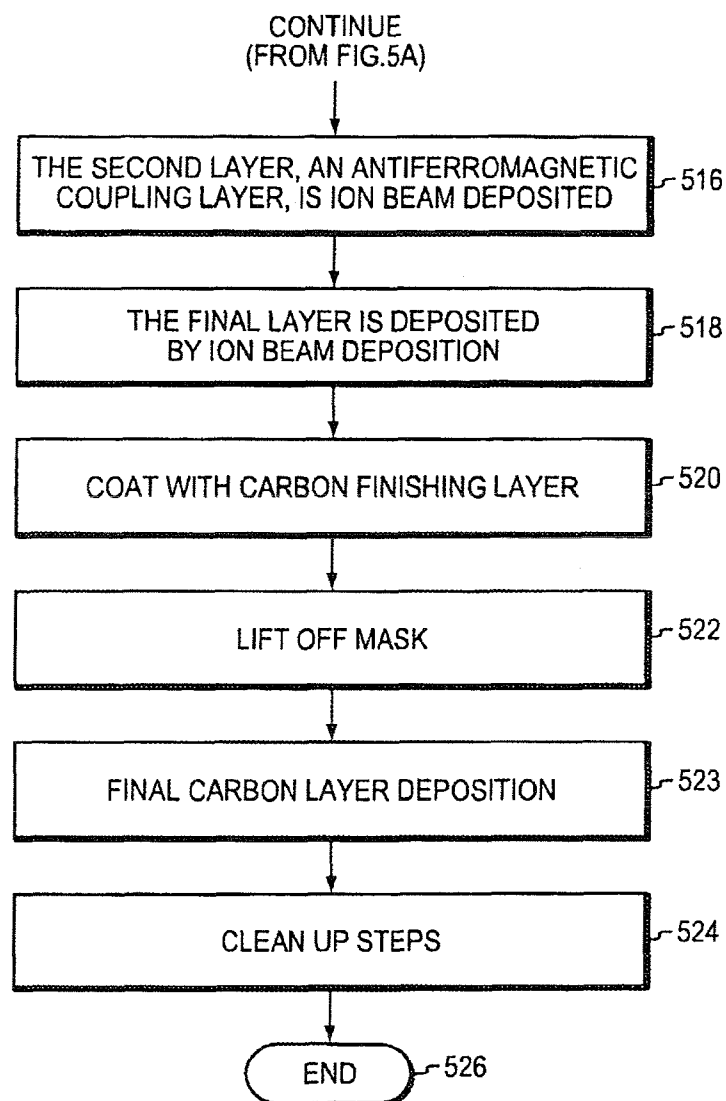 CONTINUE
(FROM FIG.5A)
THE SECOND LAYER, AN ANTIFERROMAGNETIC
COUPLING LAYER, IS ION BEAM DEPOSITED
516
THE FINAL LAYER IS DEPOSITED
BY ION BEAM DEPOSITION
518
COAT WITH CARBON FINISHING LAYER
520
LIFT OFF MASK
522
FINAL CARBON LAYER DEPOSITION
523
CLEAN UP STEPS
524
END
526